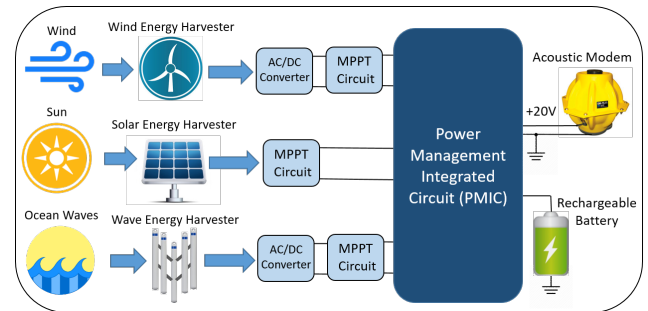 Wind
Wind Energy Harvester
AC/DC
Converter
MPPT
Circuit
Sun
Solar Energy Harvester
MPPT
Circuit
Ocean Waves
Wave Energy Harvester
AC/DC
Converter
MPPT
Circuit
Power
Management
Integrated
Circuit (PMIC)
Acoustic Modem
+20V
Rechargeable
Battery